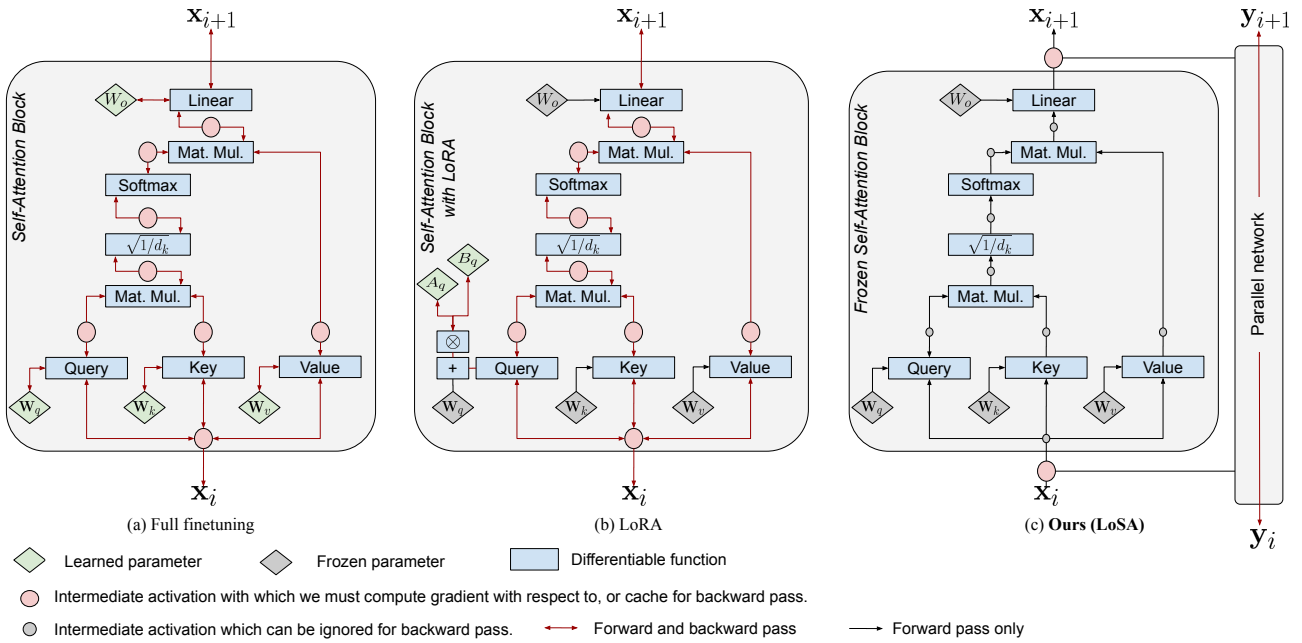 x_{i+1}
W_o
Linear
Mat. Mul.
Softmax
√1/d_k
Mat. Mul.
Query
Key
Value
W_q
W_k
W_v
x_i
Self-Attention Block
(a) Full finetuning
x_{i+1}
W_o
Linear
Mat. Mul.
Softmax
√1/d_k
A_q
B_q
Mat. Mul.
⊗
+
Query
Key
Value
W_q
W_k
W_v
x_i
Self-Attention Block
with LoRA
(b) LoRA
x_{i+1}
y_{i+1}
W_o
Linear
Mat. Mul.
Softmax
√1/d_k
Mat. Mul.
Query
Key
Value
W_q
W_k
W_v
x_i
Frozen Self-Attention Block
Parallel network
y_i
(c) Ours (LoSA)
Learned parameter
Frozen parameter
Differentiable function
Intermediate activation with which we must compute gradient with respect to, or cache for backward pass.
Intermediate activation which can be ignored for backward pass.
Forward and backward pass
Forward pass only